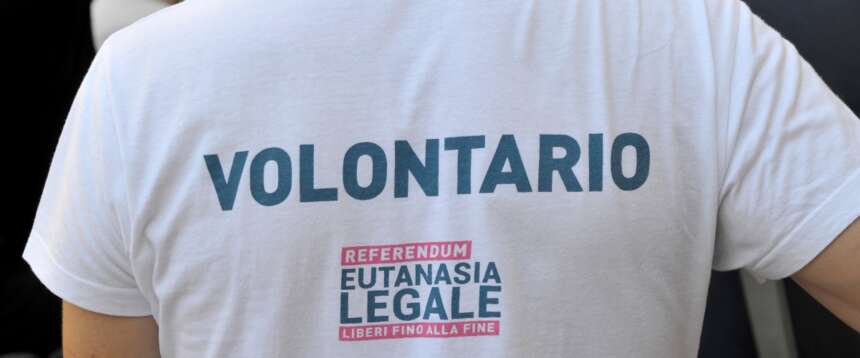 VOLONTARIO
REFERENDUM
EUTANASIA
LEGALE
LIBERI FINO ALLA FINE